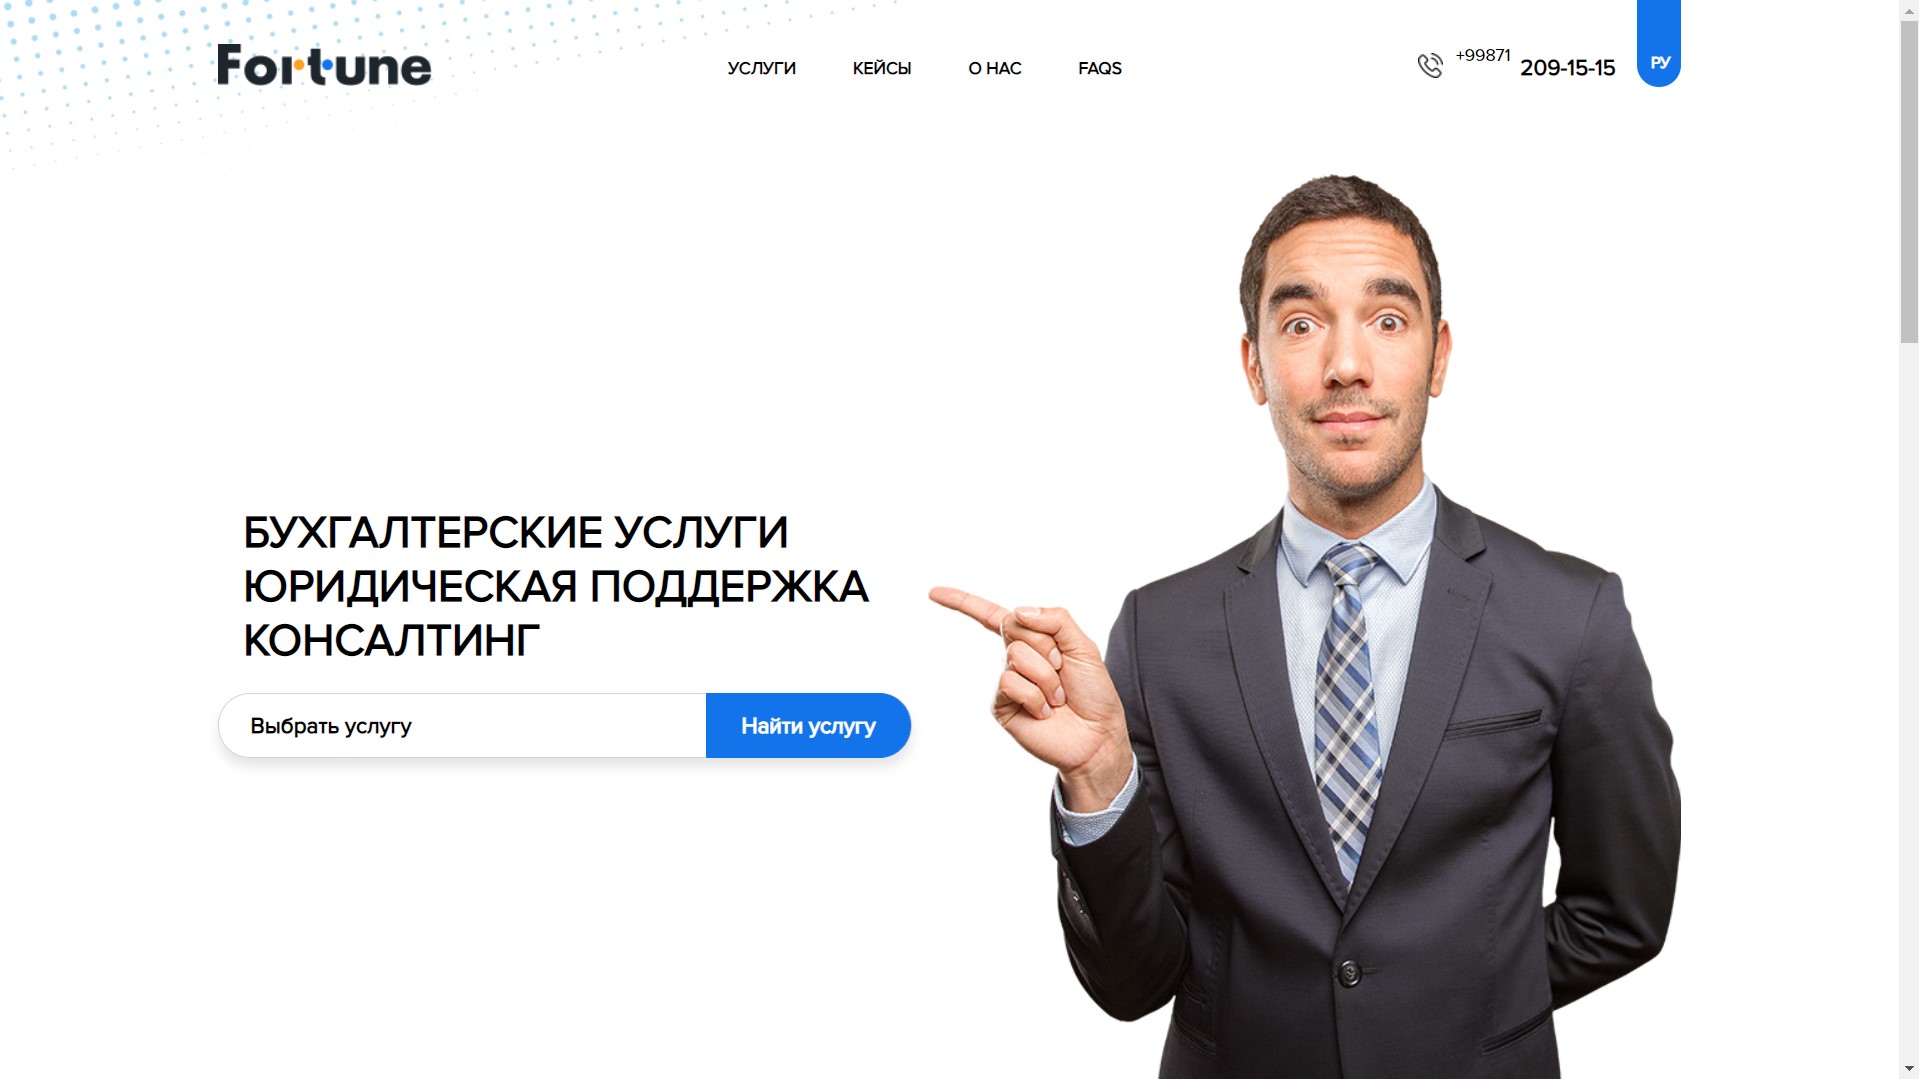 Fortune
УСЛУГИ КЕЙСЫ О НАС FAQS
+99871 209-15-15
РУ
БУХГАЛТЕРСКИЕ УСЛУГИ
ЮРИДИЧЕСКАЯ ПОДДЕРЖКА
КОНСАЛТИНГ
Выбрать услугу
Найти услугу